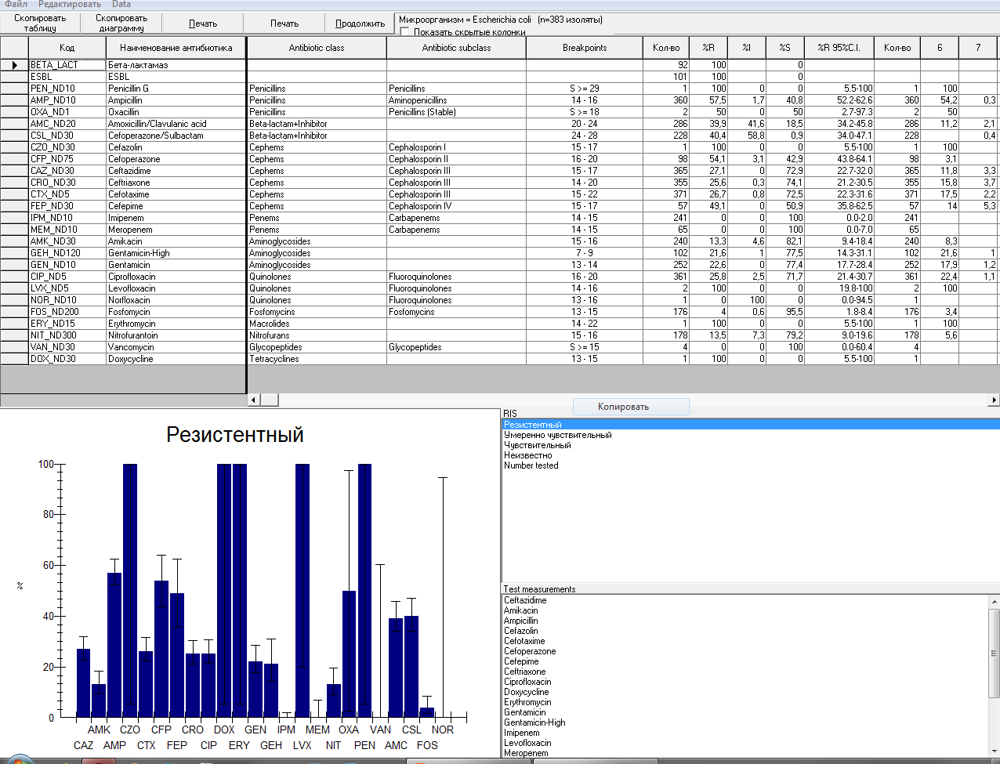 Файл Редактировать Data
Скопировать таблицу Скопировать диаграмму Печать Печать Продолжить Микроорганизм = Escherichia coli (n=383 изоляты)
Показать скрытые колонки
Код Наименование антибиотика Antibiotic class Antibiotic subclass Breakpoints Кол-во %R %I %S %R 95%C.I. Кол-во 6 7
BETA_LACT Бета-лактамаз 92 100 0
ESBL ESBL 101 100 0
PEN_ND10 Penicillin G Penicillins Penicillins S >= 29 1 100 0 0 5.5-100 1 100
AMP_ND10 Ampicillin Penicillins Aminopenicillins 14 - 16 360 57,5 1,7 40,8 52.2-62.6 360 54,2 0,3
OXA_ND1 Oxacillin Penicillins Penicillins (Stable) S >= 18 2 50 0 50 2.7-97.3 2 50
AMC_ND20 Amoxicillin/Clavulanic acid Beta-lactam+Inhibitor 20 - 24 286 39,9 41,6 18,5 34.2-45.8 286 11,2 2,1
CSL_ND30 Cefoperazone/Sulbactam Beta-lactam+Inhibitor 24 - 28 228 40,4 58,8 0,9 34.0-47.1 228 0,4
CZO_ND30 Cefazolin Cephems Cephalosporin I 15 - 17 1 100 0 0 5.5-100 1 100
CFP_ND75 Cefoperazone Cephems Cephalosporin II 16 - 20 98 54,1 3,1 42,9 43.8-64.1 98 3,1
CAZ_ND30 Ceftazidime Cephems Cephalosporin III 15 - 17 365 27,1 0 72,9 22.7-32.0 365 11,8 3,3
CRO_ND30 Ceftriaxone Cephems Cephalosporin III 14 - 20 355 25,6 0,3 74,1 21.2-30.5 355 15,8 3,7
CTX_ND5 Cefotaxime Cephems Cephalosporin III 15 - 22 371 26,7 0,8 72,5 22.3-31.6 371 17,5 2,2
FEP_ND30 Cefepime Cephems Cephalosporin IV 15 - 17 57 49,1 0 50,9 35.8-62.5 57 14 5,3
IPM_ND10 Imipenem Penems Carbapenems 14 - 15 241 0 0 100 0.0-2.0 241
MEM_ND10 Meropenem Penems Carbapenems 14 - 15 65 0 0 100 0.0-7.0 65
AMK_ND30 Amikacin Aminoglycosides 15 - 16 240 13,3 4,6 82,1 9.4-18.4 240 8,3
GEH_ND120 Gentamicin-High Aminoglycosides 7 - 9 102 21,6 1 77,5 14.3-31.1 102 21,6 1
GEN_ND10 Gentamicin Aminoglycosides 13 - 14 252 22,6 0 77,4 17.7-28.4 252 17,9 1,2
CIP_ND5 Ciprofloxacin Quinolones Fluoroquinolones 16 - 20 361 25,8 2,5 71,7 21.4-30.7 361 22,4 1,1
LVX_ND5 Levofloxacin Quinolones Fluoroquinolones 14 - 16 2 100 0 0 19.8-100 2 100
NOR_ND10 Norfloxacin Quinolones Fluoroquinolones 13 - 16 1 0 100 0 0.0-94.5 1
FOS_ND200 Fosfomycin Fosfomycins Fosfomycins 13 - 15 176 4 0,6 95,5 1.8-8.4 176 3,4
ERY_ND15 Erythromycin Macrolides 14 - 22 1 100 0 0 5.5-100 1 100
NIT_ND300 Nitrofurantoin Nitrofurans 15 - 16 178 13,5 7,3 79,2 9.0-19.6 178 5,6
VAN_ND30 Vancomycin Glycopeptides Glycopeptides S >= 15 4 0 0 100 0.0-60.4 4
DOX_ND30 Doxycycline Tetracyclines 13 - 15 1 100 0 0 5.5-100 1
Копировать
Резистентный
100
80
60
%
40
20
0
AMK CZO CFP CRO DOX GEN IPM MEM OXA VAN CSL NOR
CAZ AMP CTX FEP CIP ERY GEH LVX NIT PEN AMC FOS
RIS
Резистентный
Умеренно чувствительный
Чувствительный
Неизвестно
Number tested
Test measurements
Ceftazidime
Amikacin
Ampicillin
Cefazolin
Cefotaxime
Cefoperazone
Cefepime
Ceftriaxone
Ciprofloxacin
Doxycycline
Erythromycin
Gentamicin
Gentamicin-High
Imipenem
Levofloxacin
Meropenem